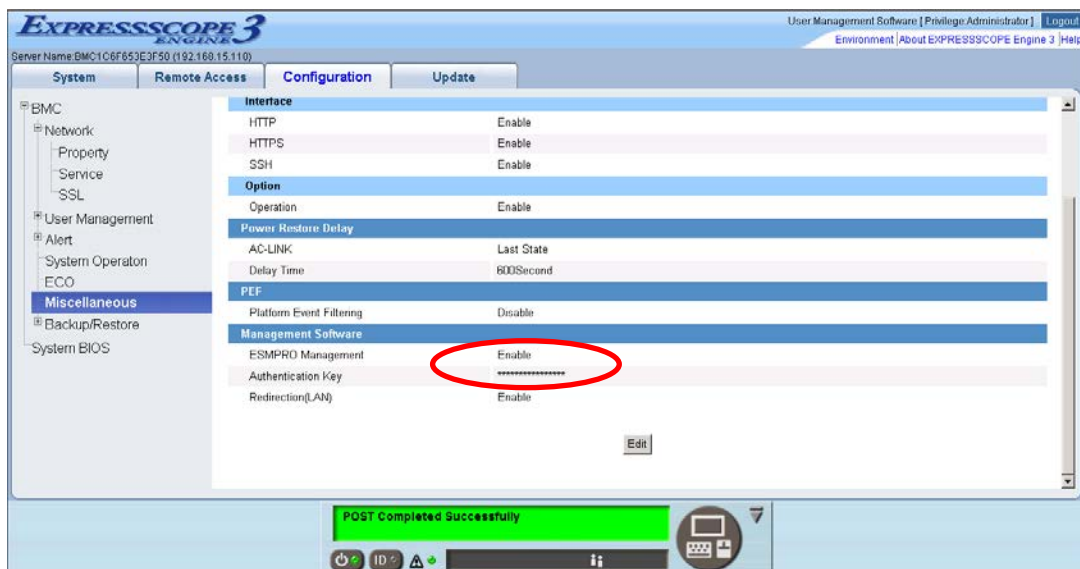 EXPRESSSCOPE ENGINE 3
User Management Software [ Privilege:Administrator ] Logout
Environment | About EXPRESSSCOPE Engine 3 | Help
Server Name:BMC1C6F653E3F50 (192.168.15.110)
System Remote Access Configuration Update
BMC
Network
Property
Service
SSL
User Management
Alert
System Operaton
ECO
Miscellaneous
Backup/Restore
System BIOS
Interface
HTTP Enable
HTTPS Enable
SSH Enable
Option
Operation Enable
Power Restore Delay
AC-LINK Last State
Delay Time 600Second
PEF
Platform Event Filtering Disable
Management Software
ESMPRO Management Enable
Authentication Key ****************
Redirection(LAN) Enable
Edit
POST Completed Successfully
ID